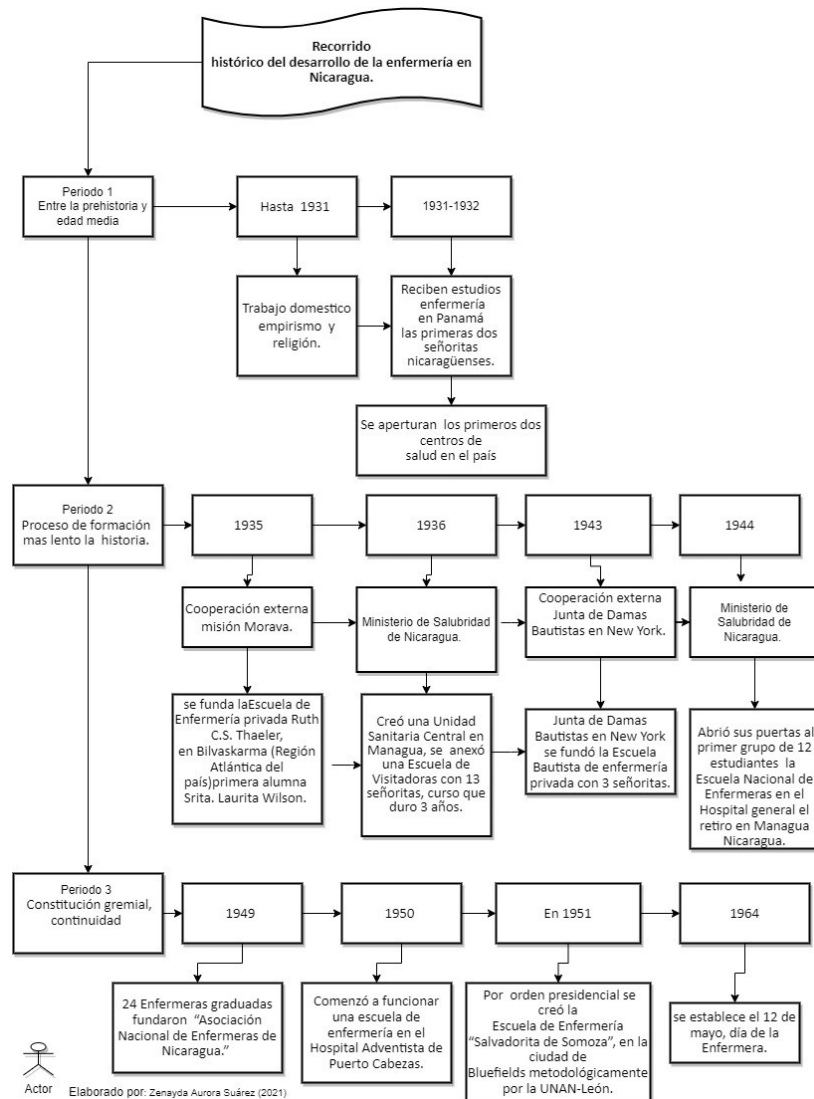 Recorrido
histórico del desarrollo de la enfermería en
Nicaragua.
Periodo 1
Entre la prehistoria y
edad media
Hasta 1931
1931-1932
Trabajo domestico
empirismo y
religión.
Reciben estudios
enfermería
en Panamá
las primeras dos
señoritas
nicaragüenses.
Se aperturan los primeros dos
centros de
salud en el país
Periodo 2
Proceso de formación
mas lento la historia.
1935
1936
1943
1944
Cooperación externa
misión Morava.
Ministerio de Salubridad
de Nicaragua.
Cooperación externa
Junta de Damas
Bautistas en New York.
Ministerio de
Salubridad de
Nicaragua.
se funda laEscuela de
Enfermería privada Ruth
C.S. Thaeler,
en Bilvaskarma (Región
Atlántica del
país)primera alumna
Srita. Laurita Wilson.
Creó una Unidad
Sanitaria Central en
Managua, se anexó
una Escuela de
Visitadoras con 13
señoritas, curso que
duro 3 años.
Junta de Damas
Bautistas en New York
se fundó la Escuela
Bautista de enfermería
privada con 3 señoritas.
Abrió sus puertas al
primer grupo de 12
estudiantes la
Escuela Nacional de
Enfermeras en el
Hospital general el
retiro en Managua
Nicaragua.
Periodo 3
Constitución gremial,
continuidad
1949
1950
En 1951
1964
24 Enfermeras graduadas
fundaron “Asociación
Nacional de Enfermeras de
Nicaragua.”
Comenzó a funcionar
una escuela de
enfermería en el
Hospital Adventista de
Puerto Cabezas.
Por orden presidencial se
creó la
Escuela de Enfermería
“Salvadorita de Somoza”, en la
ciudad de
Bluefields metodológicamente
por la UNAN-León.
se establece el 12 de
mayo, día de la
Enfermera.
Actor
Elaborado por: Zenayda Aurora Suárez (2021)